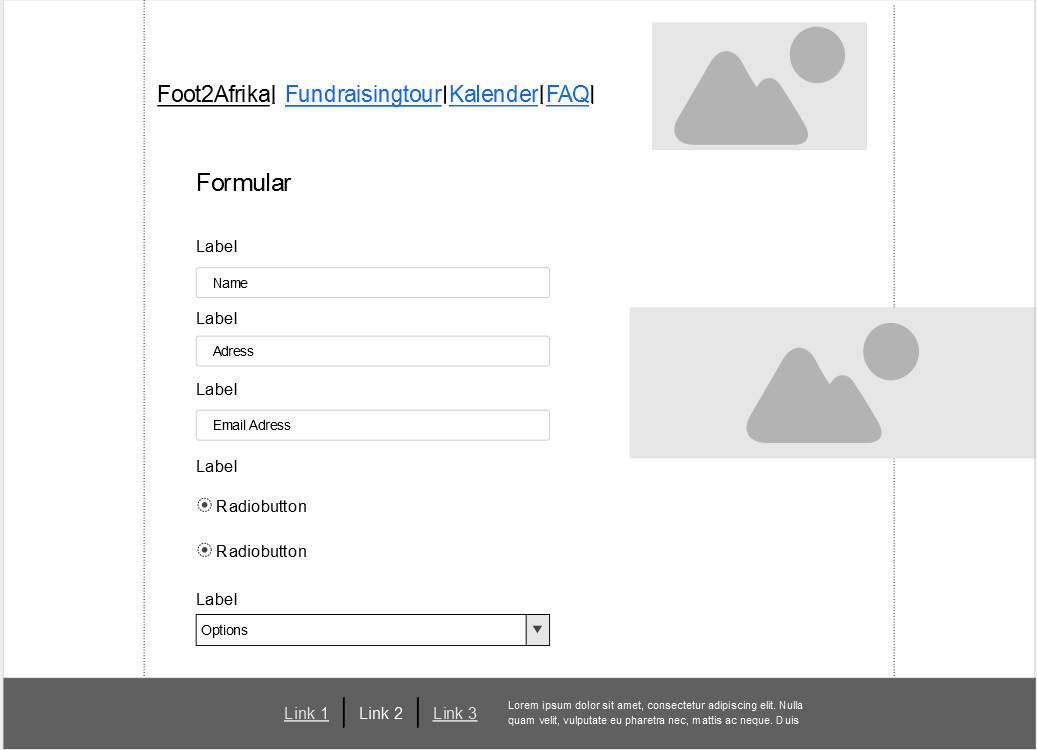 Foot2Afrika| Fundraisingtour|Kalender|FAQ|
Formular
Label
Name
Label
Adress
Label
Email Adress
Label
Radiobutton
Radiobutton
Label
Options
Link 1 | Link 2 | Link 3
Lorem ipsum dolor sit amet, consectetur adipiscing elit. Nulla
quam velit, vulputate eu pharetra nec, mattis ac neque. Duis